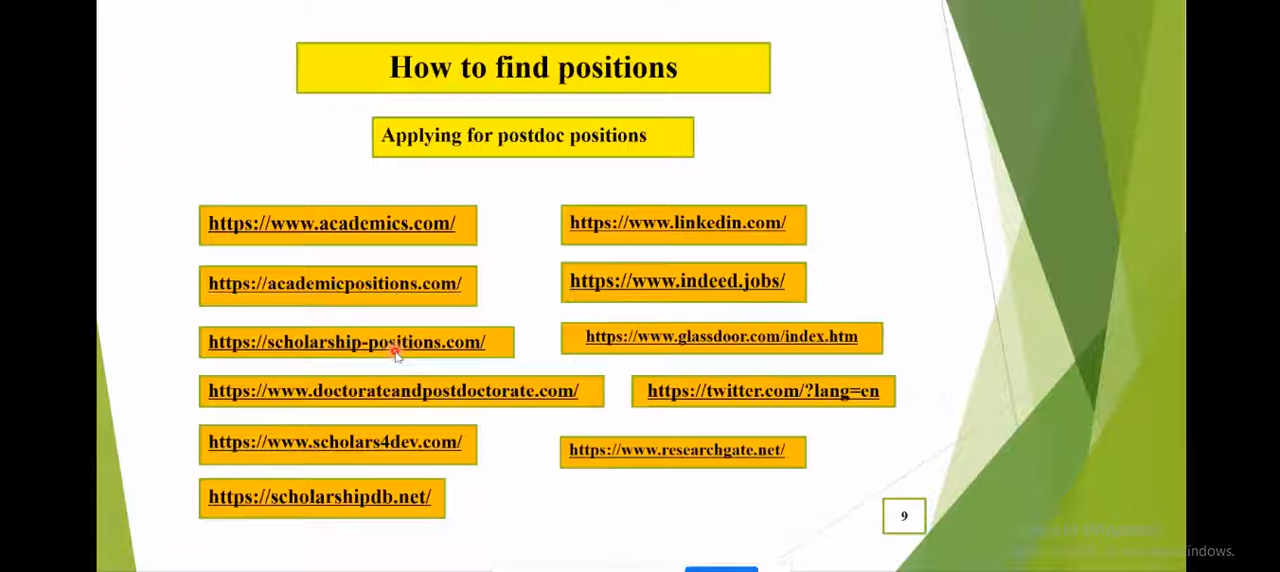 How to find positions
Applying for postdoc positions
https://www.academics.com/
https://academicpositions.com/
https://scholarship-positions.com/
https://www.doctorateandpostdoctorate.com/
https://www.scholars4dev.com/
https://scholarshipdb.net/
https://www.linkedin.com/
https://www.indeed.jobs/
https://www.glassdoor.com/index.htm
https://twitter.com/?lang=en
https://www.researchgate.net/
9